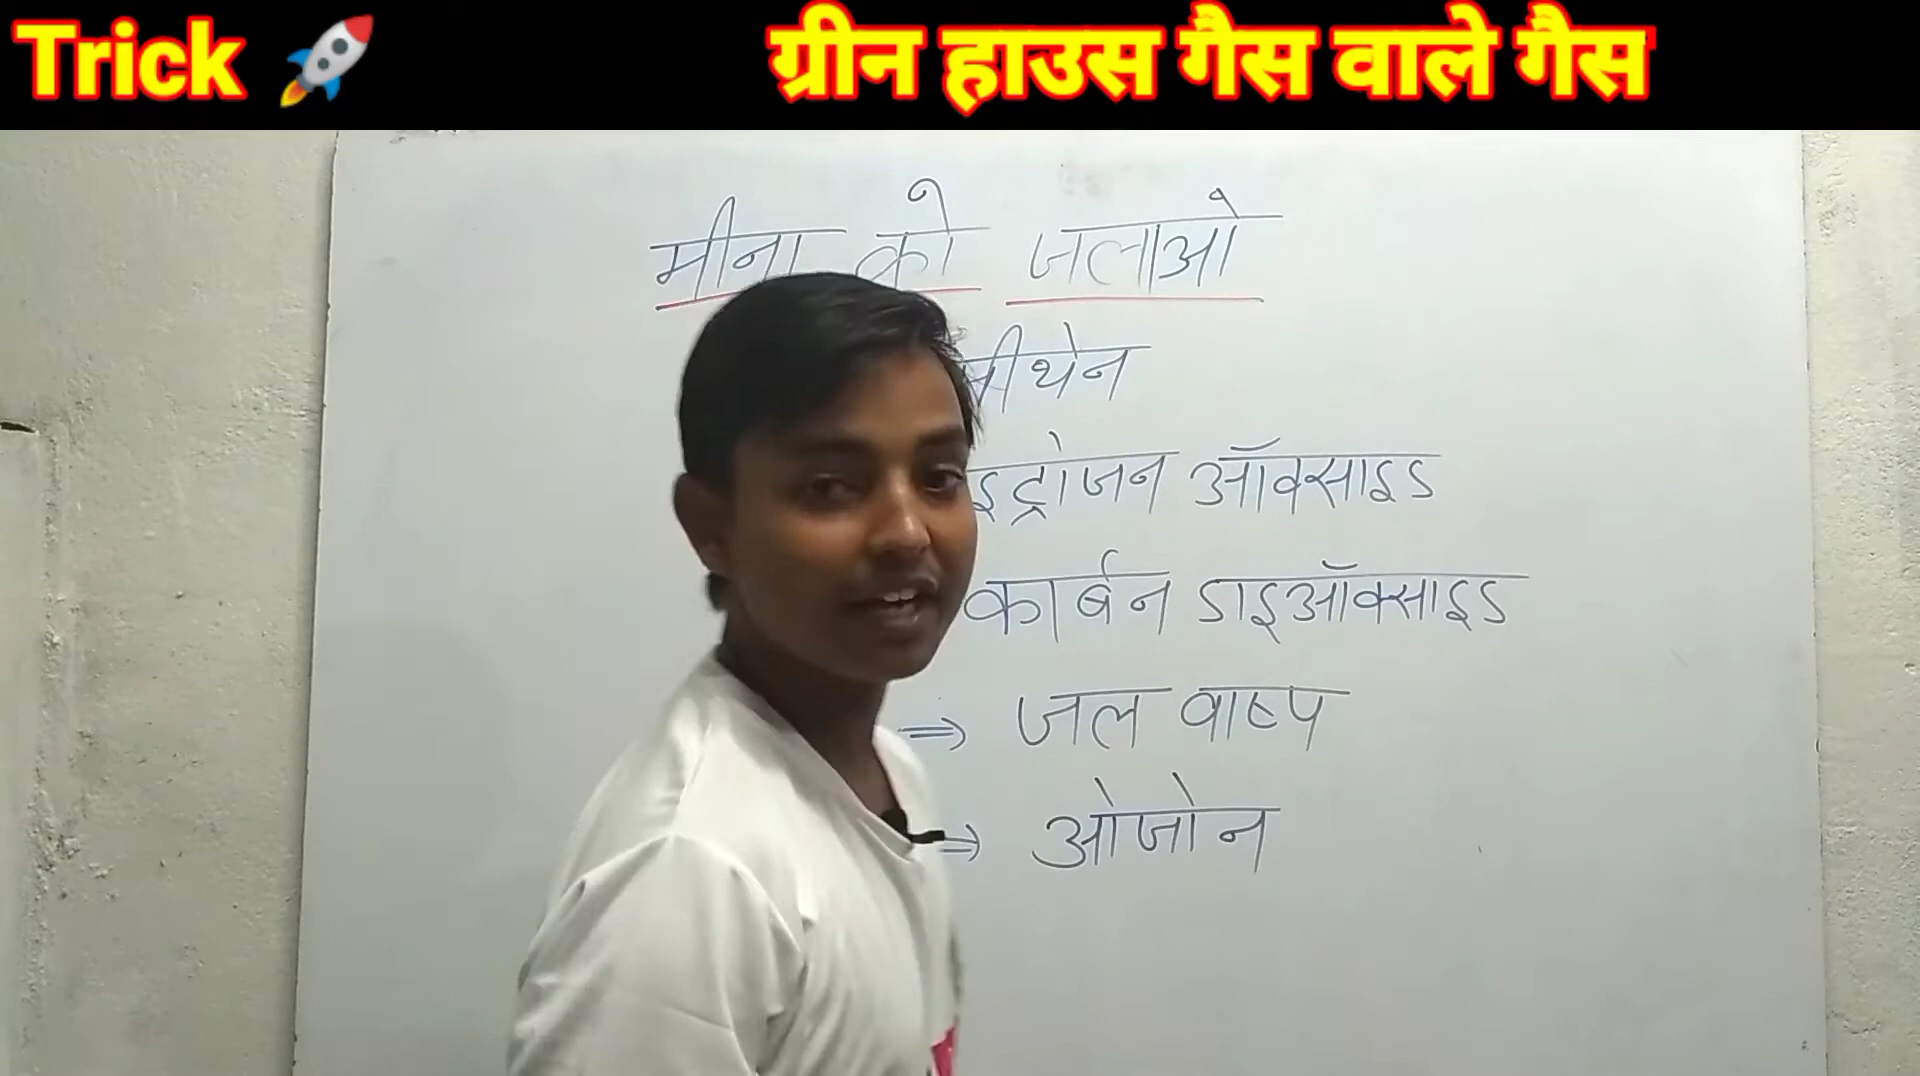 Trick 🚀 ग्रीन हाउस गैस वाले गैस
मीना को जलाओ
मीथेन
इट्रोजन ऑक्साइड
कार्बन डाइऑक्साइड
⇒ जल वाष्प
⇒ ओजोन